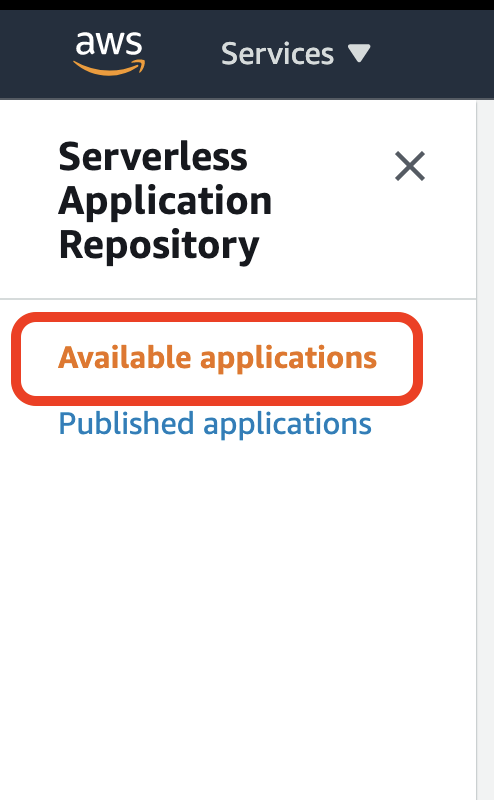 aws
Services
Serverless
Application
Repository
Available applications
Published applications